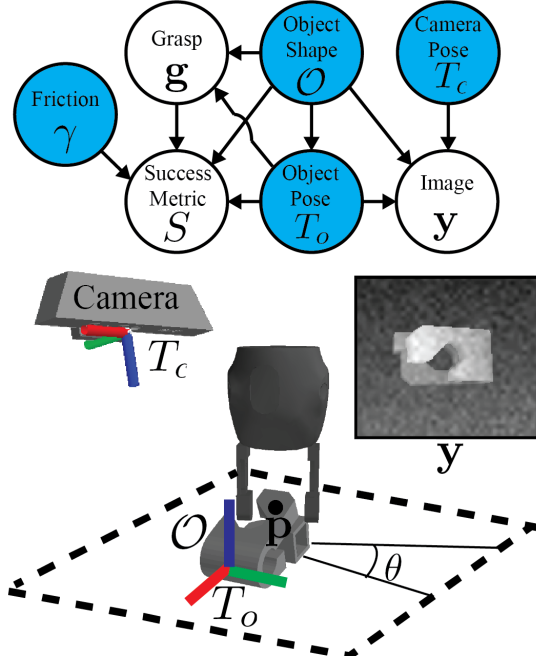 Grasp
g
Object
Shape
𝒪
Camera
Pose
T_c
Friction
γ
Success
Metric
S
Object
Pose
T_o
Image
y
Camera
T_c
y
𝒪
p
θ
T_o